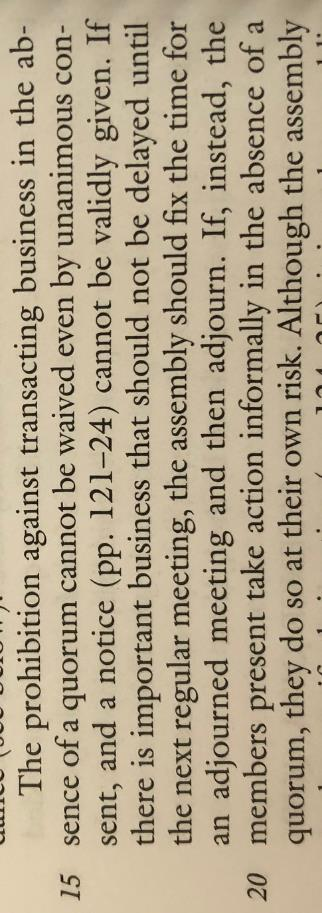 The prohibition against transacting business in the ab-
15 sence of a quorum cannot be waived even by unanimous con-
sent, and a notice (pp. 121–24) cannot be validly given. If
there is important business that should not be delayed until
the next regular meeting, the assembly should fix the time for
an adjourned meeting and then adjourn. If, instead, the
20 members present take action informally in the absence of a
quorum, they do so at their own risk. Although the assembly